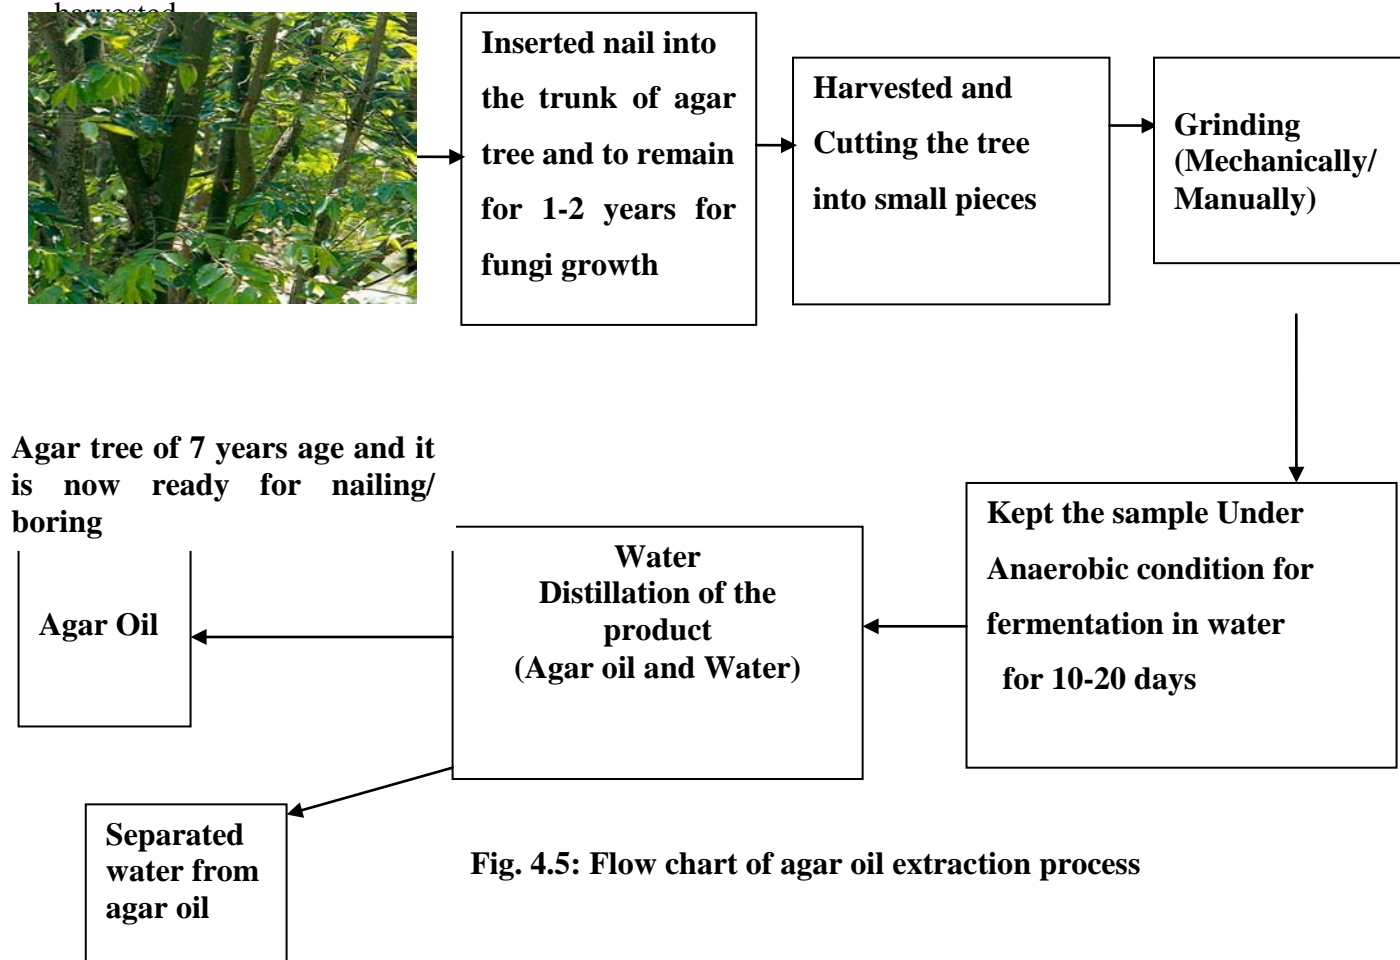 Inserted nail into
the trunk of agar
tree and to remain
for 1-2 years for
fungi growth
Harvested and
Cutting the tree
into small pieces
Grinding
(Mechanically/
Manually)
Agar tree of 7 years age and it
is now ready for nailing/
boring
Kept the sample Under
Anaerobic condition for
fermentation in water
for 10-20 days
Water
Distillation of the
product
(Agar oil and Water)
Agar Oil
Separated
water from
agar oil
Fig. 4.5: Flow chart of agar oil extraction process